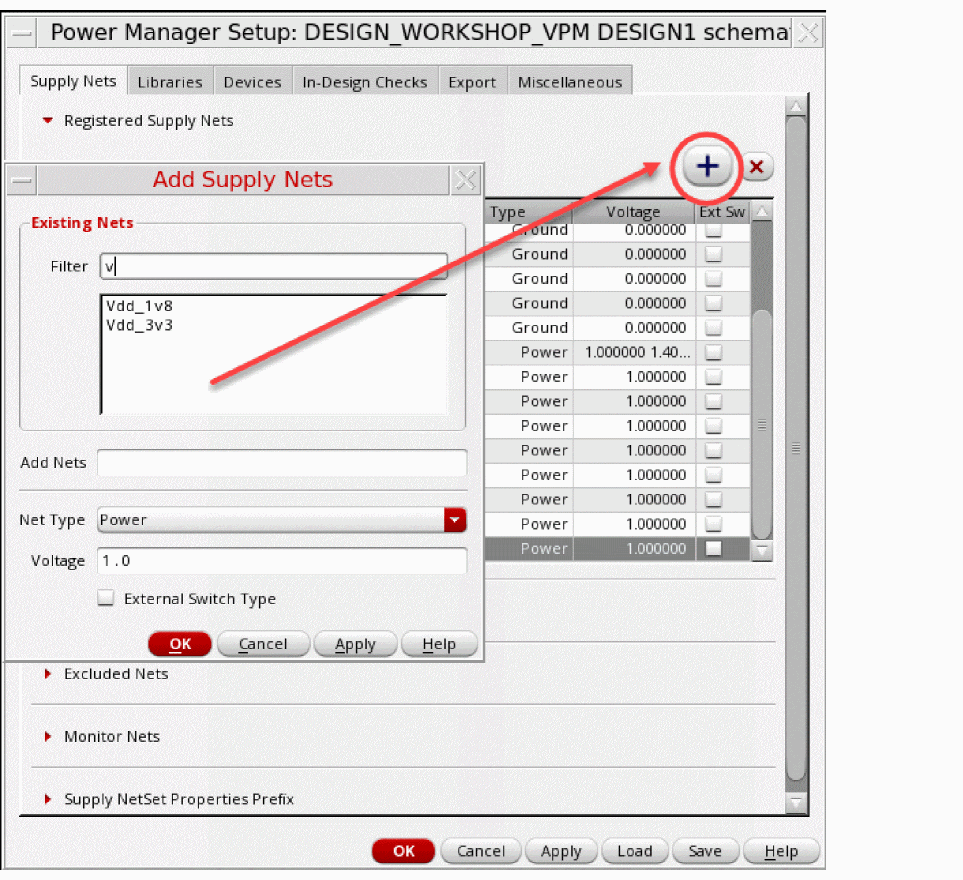 Power Manager Setup: DESIGN_WORKSHOP_VPM DESIGN1 schema
Supply Nets Libraries Devices In-Design Checks Export Miscellaneous
Registered Supply Nets
Add Supply Nets
Existing Nets
Filter v
Vdd_1v8
Vdd_3v3
Add Nets
Net Type Power
Voltage 1.0
External Switch Type
OK Cancel Apply Help
Type Voltage Ext Sw
Ground 0.000000
Ground 0.000000
Ground 0.000000
Ground 0.000000
Ground 0.000000
Power 1.000000 1.40...
Power 1.000000
Power 1.000000
Power 1.000000
Power 1.000000
Power 1.000000
Power 1.000000
Power 1.000000
Power 1.000000
Excluded Nets
Monitor Nets
Supply NetSet Properties Prefix
OK Cancel Apply Load Save Help